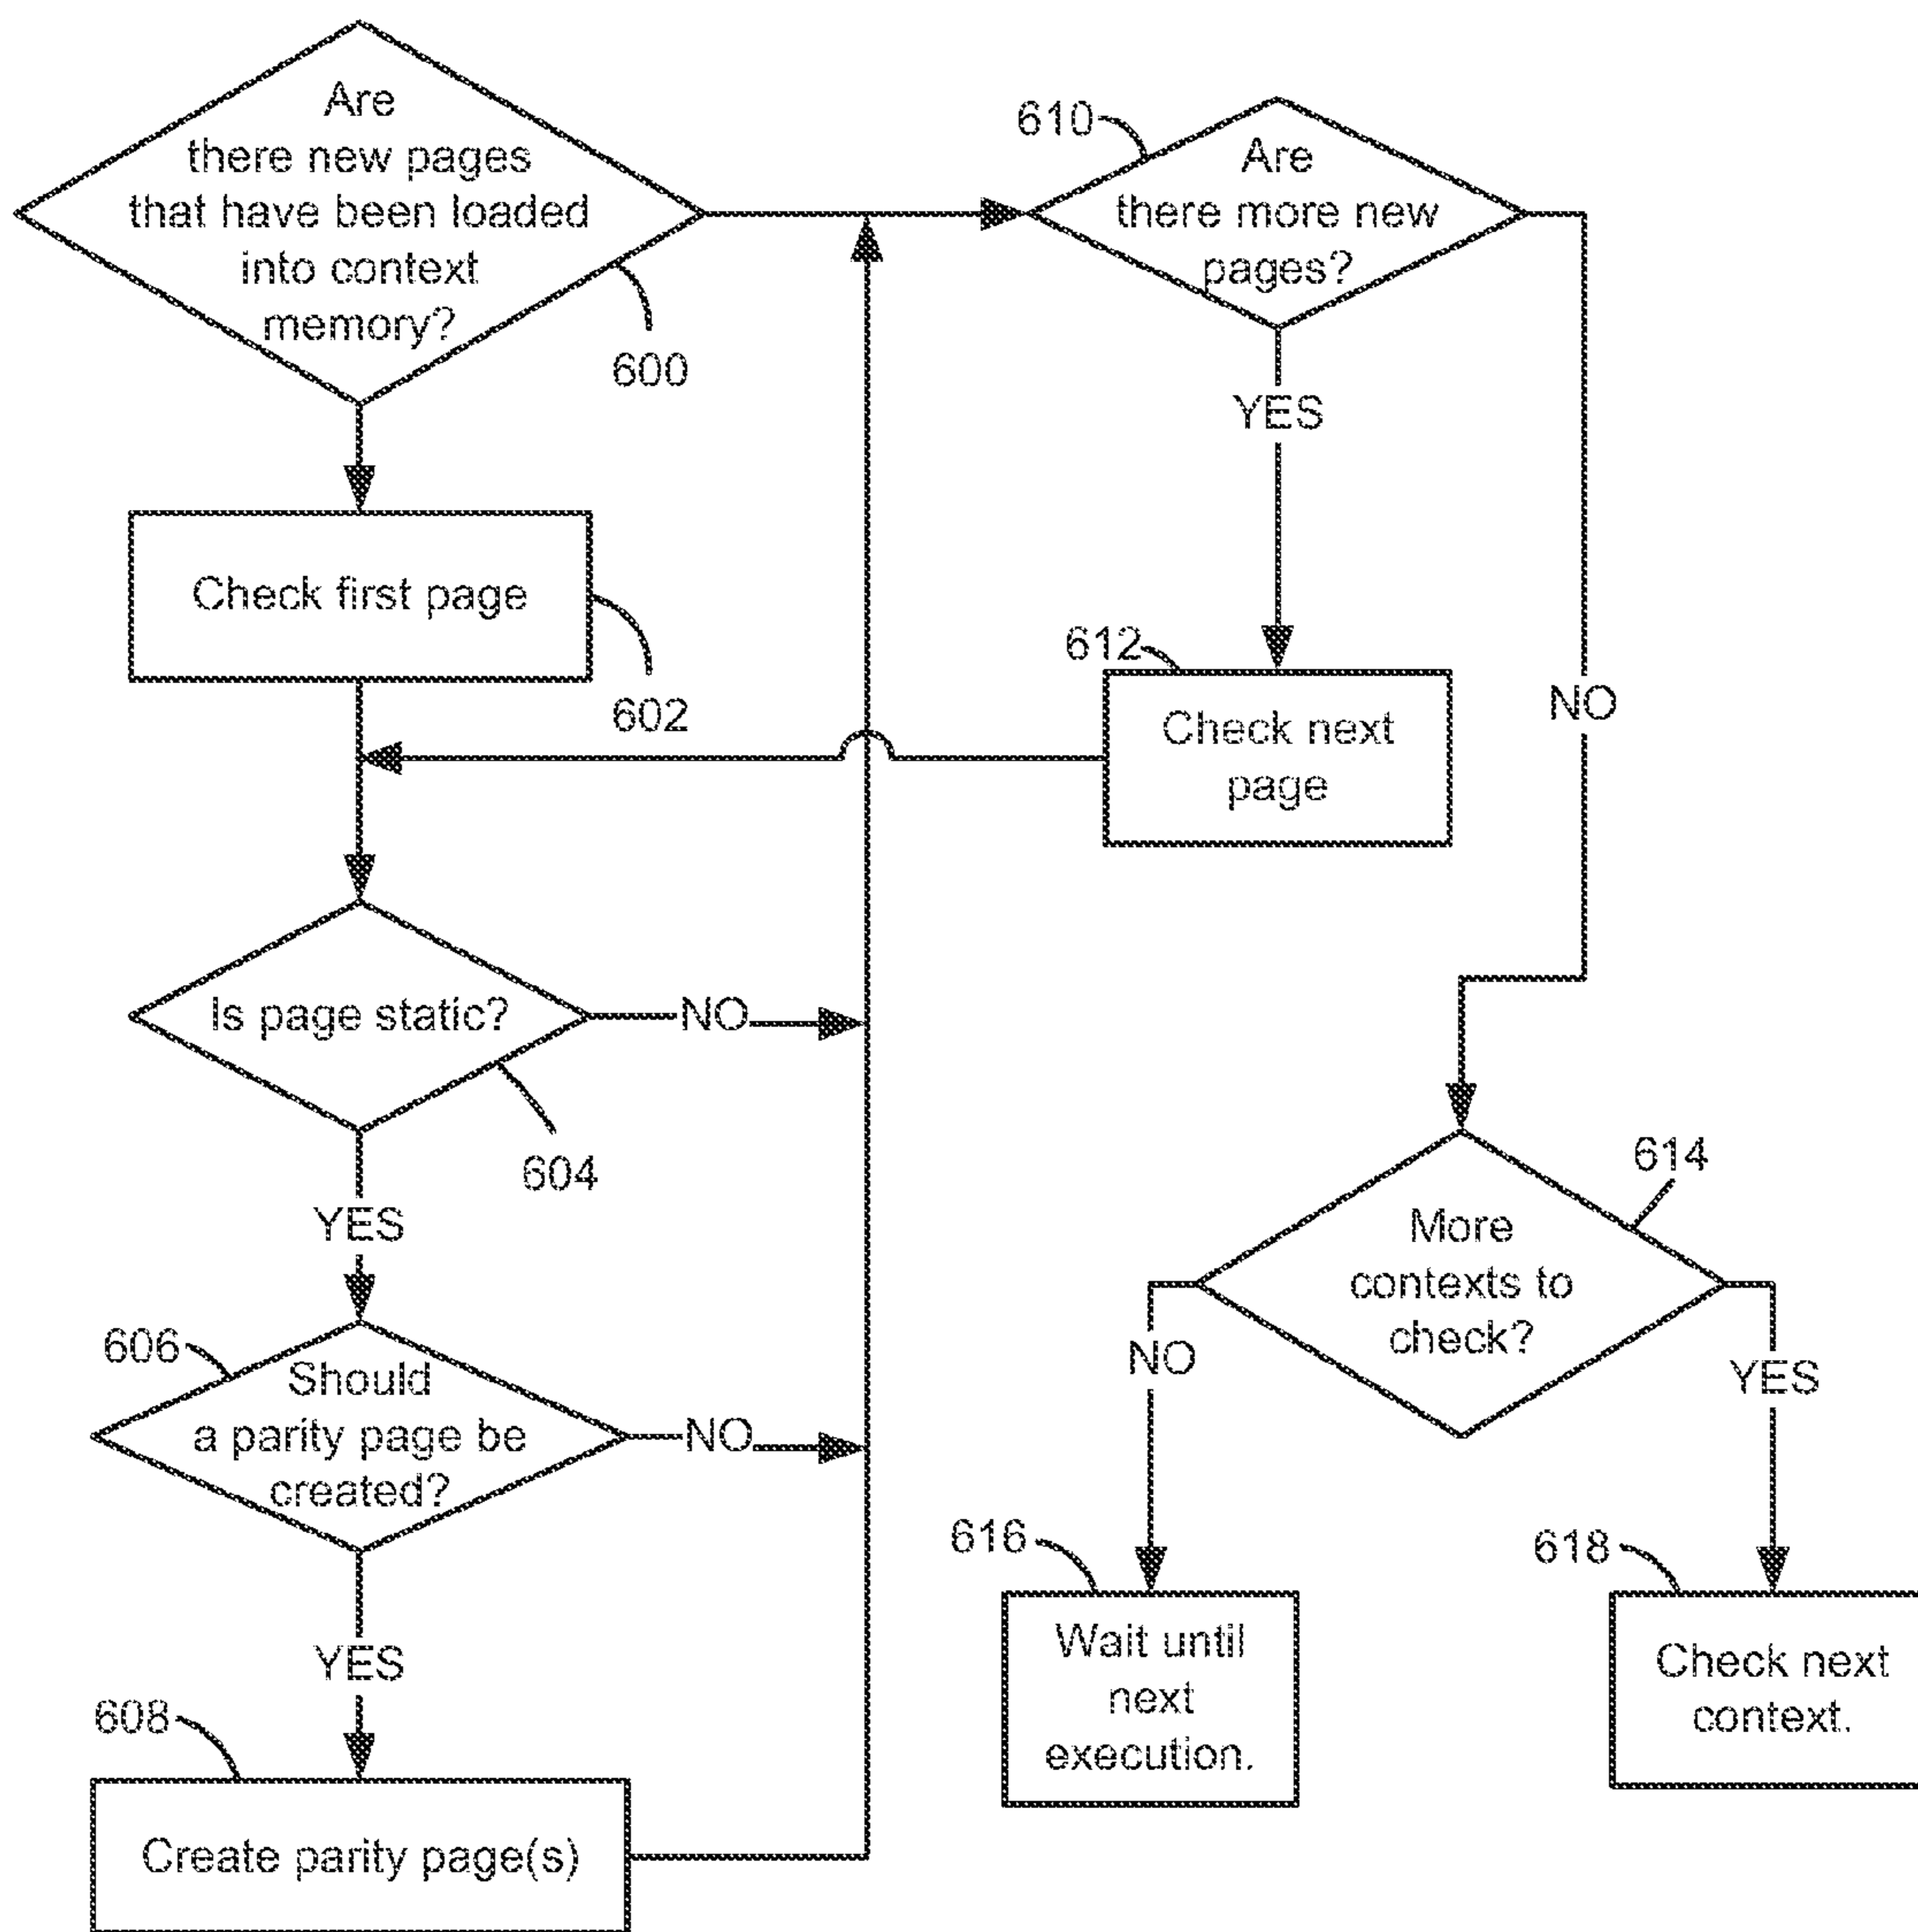 Are
there new pages
that have been loaded
into context
memory?
600
610
Are
there more new
pages?
YES
NO
Check first page
602
612
Check next
page
Is page static?
NO
604
YES
606
Should
a parity page be
created?
NO
YES
608
Create parity page(s)
614
More
contexts to
check?
NO
YES
616
Wait until
next
execution.
618
Check next
context.